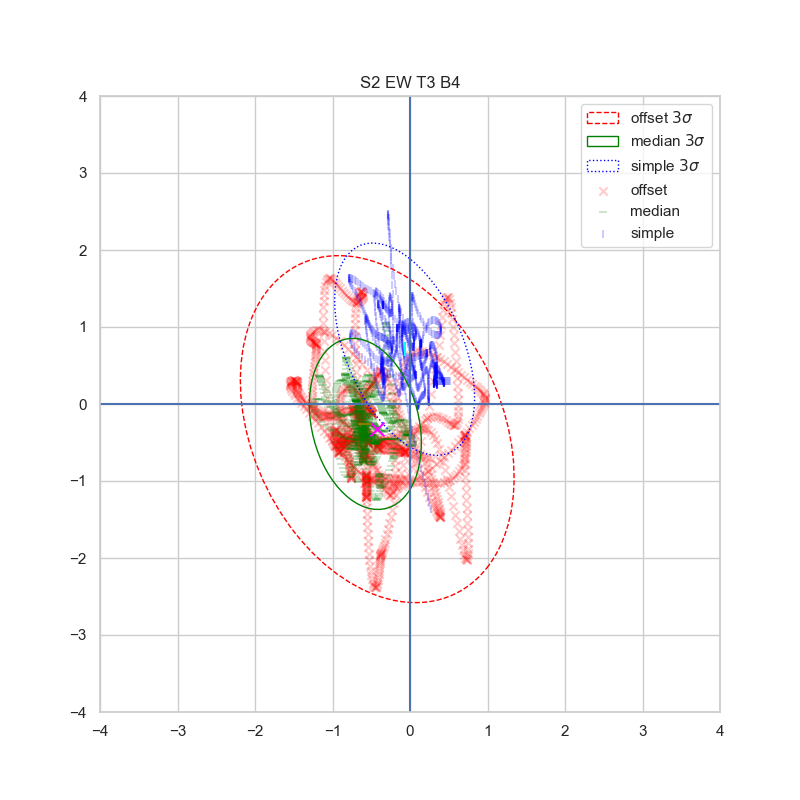 S2 EW T3 B4
offset 3σ
median 3σ
simple 3σ
offset
median
simple
4
3
2
1
0
−1
−2
−3
−4
−4 −3 −2 −1 0 1 2 3 4